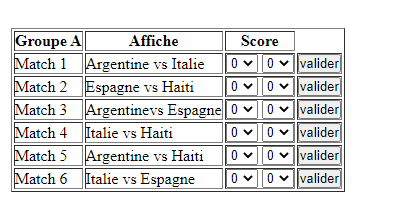 Groupe A Affiche Score
Match 1 Argentine vs Italie 0 0 valider
Match 2 Espagne vs Haiti 0 0 valider
Match 3 Argentinevs Espagne 0 0 valider
Match 4 Italie vs Haiti 0 0 valider
Match 5 Argentine vs Haiti 0 0 valider
Match 6 Italie vs Espagne 0 0 valider